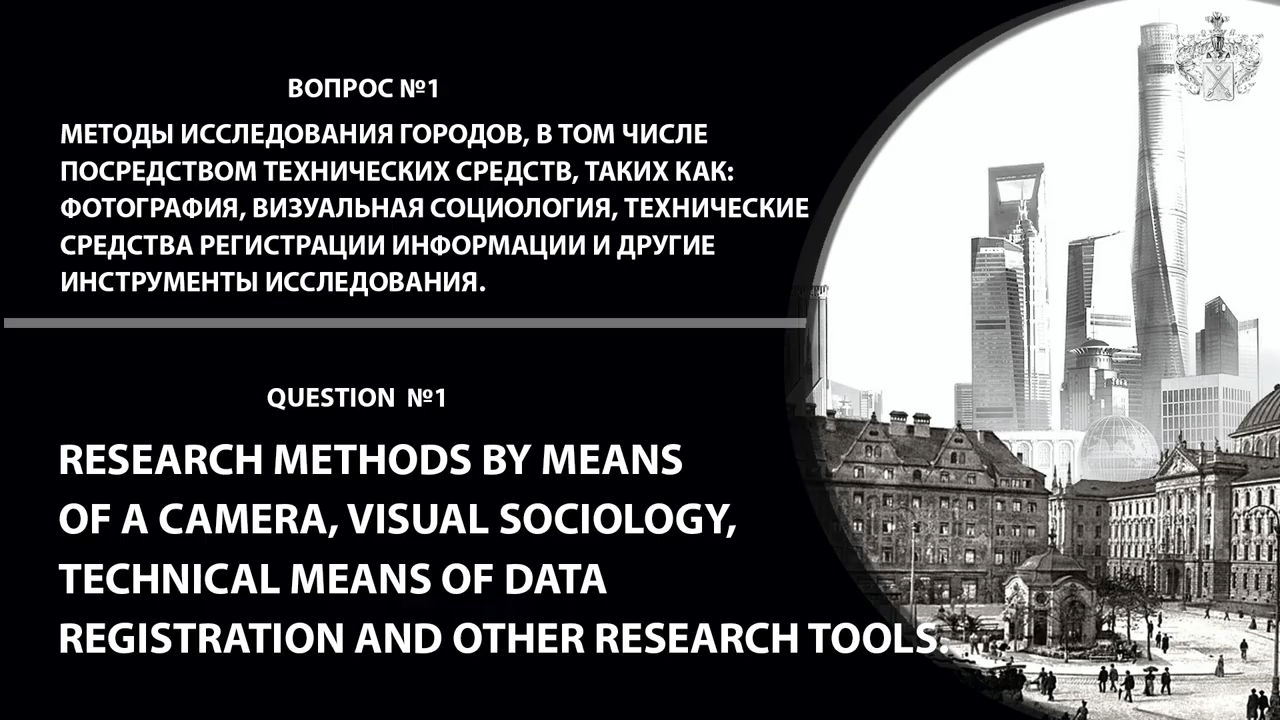 ВОПРОС №1
МЕТОДЫ ИССЛЕДОВАНИЯ ГОРОДОВ, В ТОМ ЧИСЛЕ
ПОСРЕДСТВОМ ТЕХНИЧЕСКИХ СРЕДСТВ, ТАКИХ КАК:
ФОТОГРАФИЯ, ВИЗУАЛЬНАЯ СОЦИОЛОГИЯ, ТЕХНИЧЕСКИЕ
СРЕДСТВА РЕГИСТРАЦИИ ИНФОРМАЦИИ И ДРУГИЕ
ИНСТРУМЕНТЫ ИССЛЕДОВАНИЯ.
QUESTION №1
RESEARCH METHODS BY MEANS
OF A CAMERA, VISUAL SOCIOLOGY,
TECHNICAL MEANS OF DATA
REGISTRATION AND OTHER RESEARCH TOOLS.